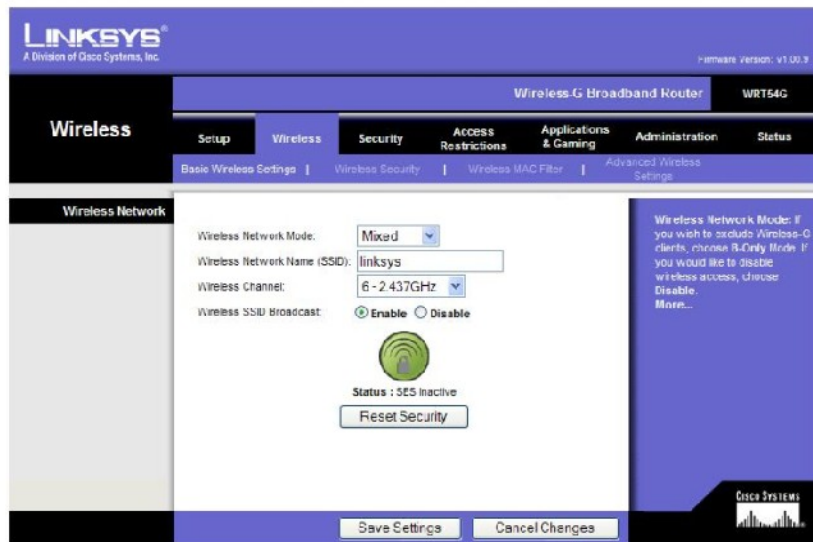 LINKSYS®
A Division of Cisco Systems, Inc.
Firmware Version: v1.00.9
Wireless-G Broadband Router WRT54G
Wireless
Setup Wireless Security Access Restrictions Applications & Gaming Administration Status
Basic Wireless Settings | Wireless Security | Wireless MAC Filter | Advanced Wireless Settings
Wireless Network
Wireless Network Mode: Mixed
Wireless Network Name (SSID): linksys
Wireless Channel: 6 - 2.437GHz
Wireless SSID Broadcast: Enable Disable
Status : SES Inactive
Reset Security
Wireless Network Mode: If
you wish to exclude Wireless-G
clients, choose B-Only Mode. If
you would like to disable
wireless access, choose
Disable.
More...
Save Settings Cancel Changes
CISCO SYSTEMS